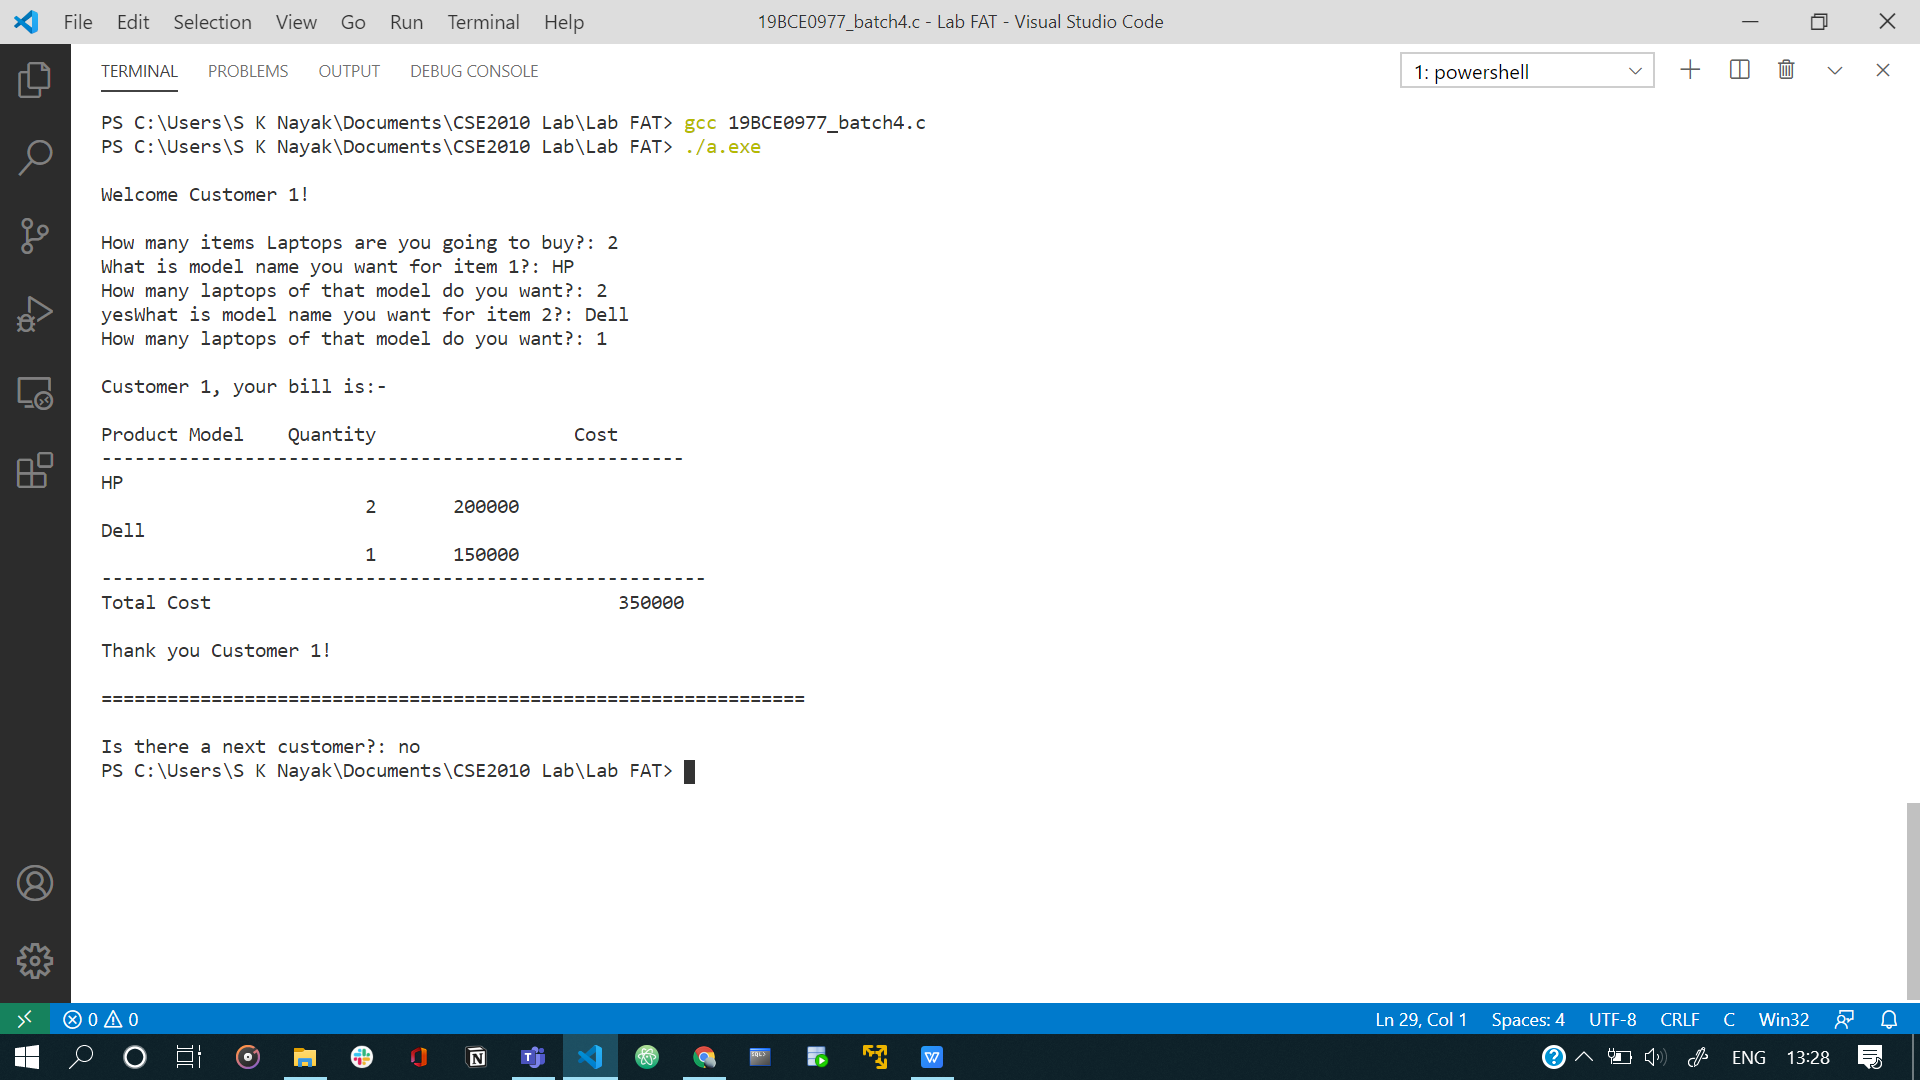 File Edit Selection View Go Run Terminal Help 19BCE0977_batch4.c - Lab FAT - Visual Studio Code
TERMINAL PROBLEMS OUTPUT DEBUG CONSOLE 1: powershell
PS C:\Users\S K Nayak\Documents\CSE2010 Lab\Lab FAT> gcc 19BCE0977_batch4.c
PS C:\Users\S K Nayak\Documents\CSE2010 Lab\Lab FAT> ./a.exe
Welcome Customer 1!
How many items Laptops are you going to buy?: 2
What is model name you want for item 1?: HP
How many laptops of that model do you want?: 2
yesWhat is model name you want for item 2?: Dell
How many laptops of that model do you want?: 1
Customer 1, your bill is:-
Product Model Quantity Cost
-----------------------------------------------------
HP
2 200000
Dell
1 150000
-------------------------------------------------------
Total Cost 350000
Thank you Customer 1!
================================================================
Is there a next customer?: no
PS C:\Users\S K Nayak\Documents\CSE2010 Lab\Lab FAT>
0 0 Ln 29, Col 1 Spaces: 4 UTF-8 CRLF C Win32
ENG 13:28